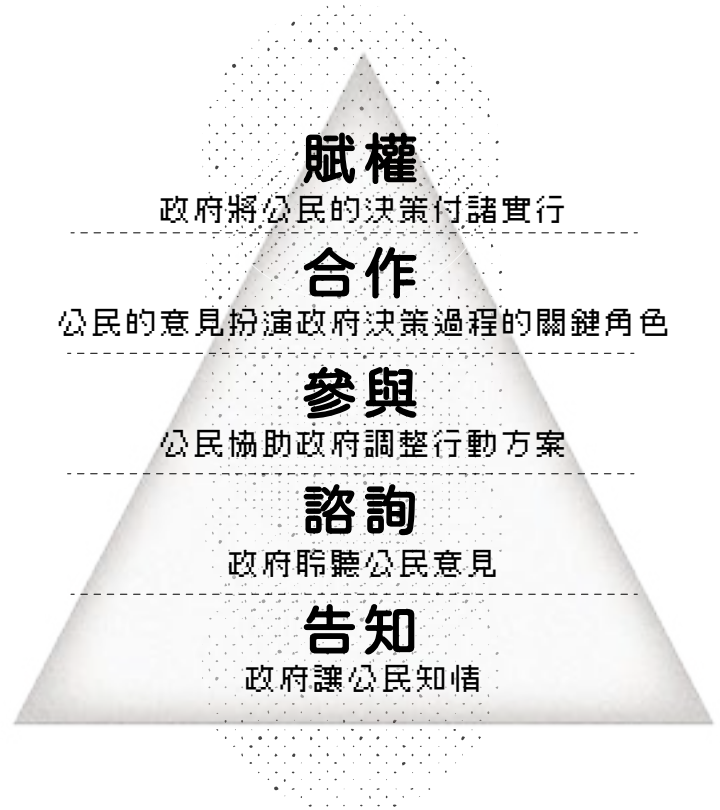 賦權
政府將公民的決策付諸實行
合作
公民的意見扮演政府決策過程的關鍵角色
參與
公民協助政府調整行動方案
諮詢
政府聆聽公民意見
告知
政府讓公民知情